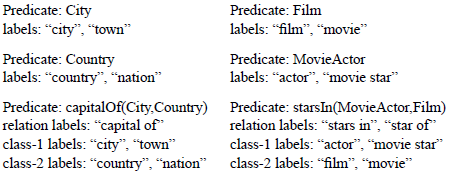 Predicate: City
labels: “city”, “town”
Predicate: Country
labels: “country”, “nation”
Predicate: capitalOf(City,Country)
relation labels: “capital of”
class-1 labels: “city”, “town”
class-2 labels: “country”, “nation”
Predicate: Film
labels: “film”, “movie”
Predicate: MovieActor
labels: “actor”, “movie star”
Predicate: starsIn(MovieActor,Film)
relation labels: “stars in”, “star of”
class-1 labels: “actor”, “movie star”
class-2 labels: “film”, “movie”